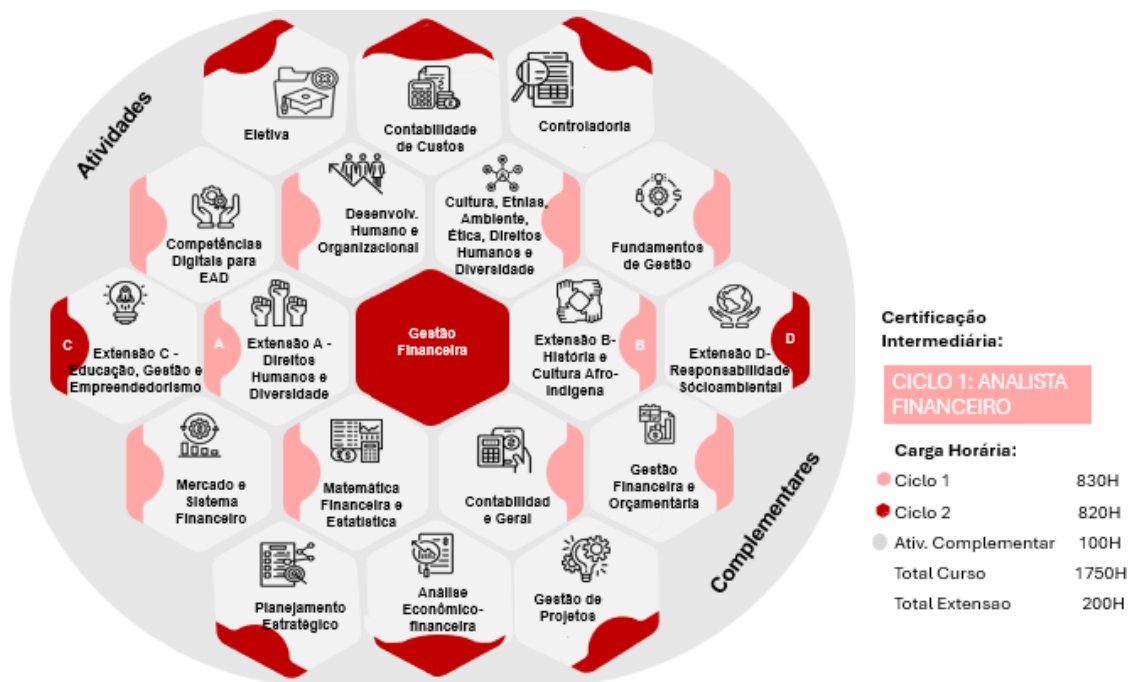 Atividades
Eletiva
Contabilidade
de Custos
Controladoria
Competências
Digitais para
EAD
Desenvolv.
Humano e
Organizacional
Cultura, Etnias,
Ambiente,
Ética, Direitos
Humanos e
Diversidade
Fundamentos
de Gestão
C
Extensão C -
Educação, Gestão e
Empreendedorismo
A
Extensão A -
Direitos
Humanos e
Diversidade
Gestão
Financeira
Extensão B-
História e
Cultura Afro-
Indigena
B
Extensão D-
Responsabilidade
Sócioambiental
D
Mercado e
Sistema
Financeiro
Matemática
Financeira e
Estatística
Contabilidad
e Geral
Gestão
Financeira e
Orçamentária
Planejamento
Estratégico
Análise
Econômico-
financeira
Gestão de
Projetos
Complementares
Certificação
Intermediária:
CICLO 1: ANALISTA
FINANCEIRO
Carga Horária:
Ciclo 1 830H
Ciclo 2 820H
Ativ. Complementar 100H
Total Curso 1750H
Total Extensao 200H